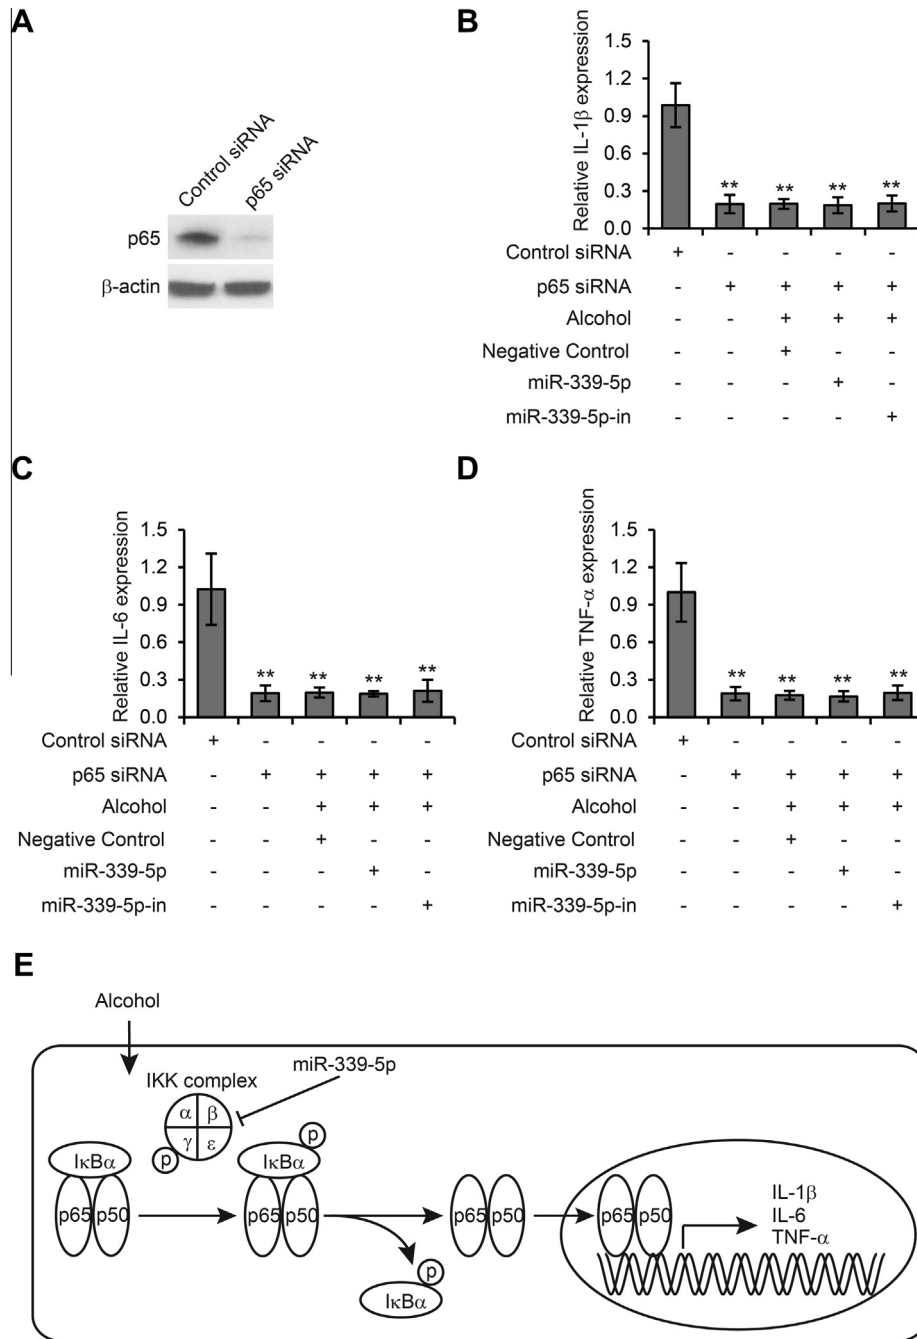 A
Control siRNA
p65 siRNA
p65
β-actin
B
Relative IL-1β expression
1.5
1.2
0.9
0.6
0.3
0.0
** ** ** **
Control siRNA + - - - -
p65 siRNA - + + + +
Alcohol - - + + +
Negative Control - - + - -
miR-339-5p - - - + -
miR-339-5p-in - - - - +
C
Relative IL-6 expression
1.5
1.2
0.9
0.6
0.3
0.0
** ** ** **
Control siRNA + - - - -
p65 siRNA - + + + +
Alcohol - - + + +
Negative Control - - + - -
miR-339-5p - - - + -
miR-339-5p-in - - - - +
D
Relative TNF-α expression
1.5
1.2
0.9
0.6
0.3
0.0
** ** ** **
Control siRNA + - - - -
p65 siRNA - + + + +
Alcohol - - + + +
Negative Control - - + - -
miR-339-5p - - - + -
miR-339-5p-in - - - - +
E
Alcohol
miR-339-5p
IKK complex
α β
γ ε
p
IκBα
p65 p50
p
IκBα
p65 p50
p
IκBα
p65 p50
p65 p50
IL-1β
IL-6
TNF-α